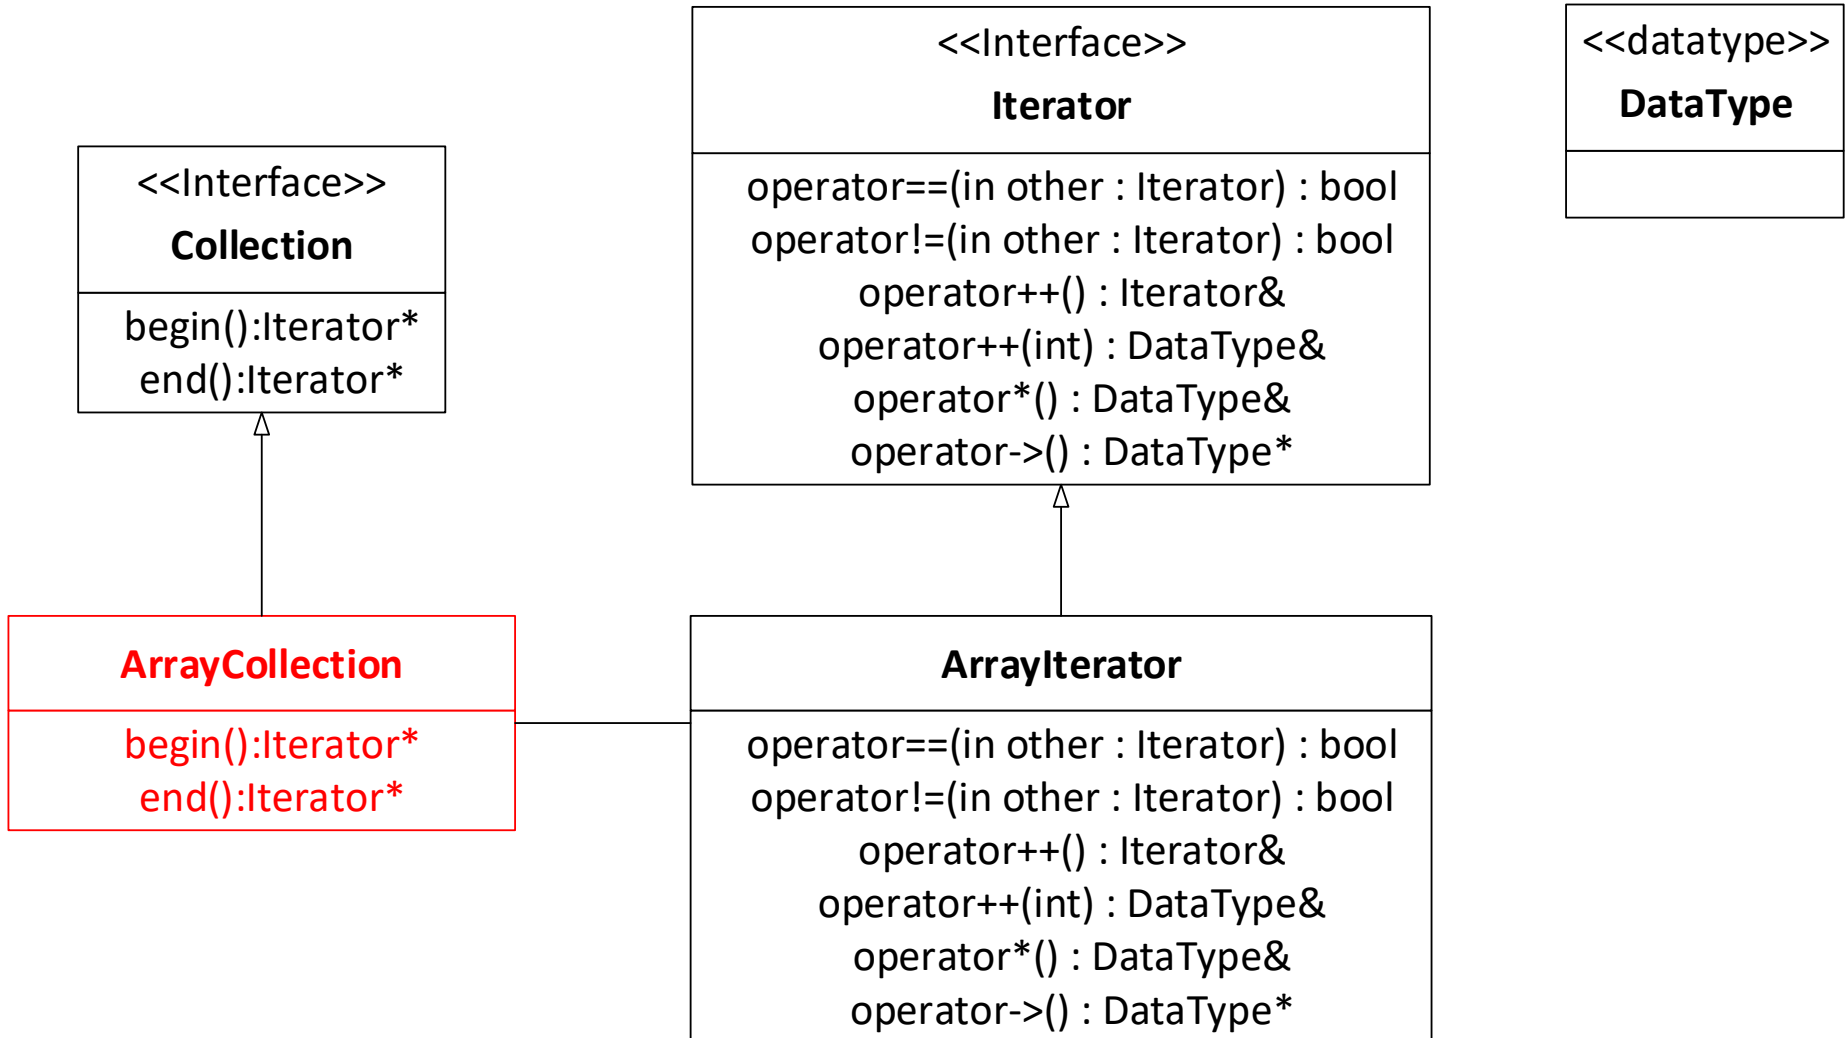 <<Interface>>
Collection
begin():Iterator*
end():Iterator*
<<Interface>>
Iterator
operator==(in other : Iterator) : bool
operator!=(in other : Iterator) : bool
operator++() : Iterator&
operator++(int) : DataType&
operator*() : DataType&
operator->() : DataType*
<<datatype>>
DataType
ArrayCollection
begin():Iterator*
end():Iterator*
ArrayIterator
operator==(in other : Iterator) : bool
operator!=(in other : Iterator) : bool
operator++() : Iterator&
operator++(int) : DataType&
operator*() : DataType&
operator->() : DataType*